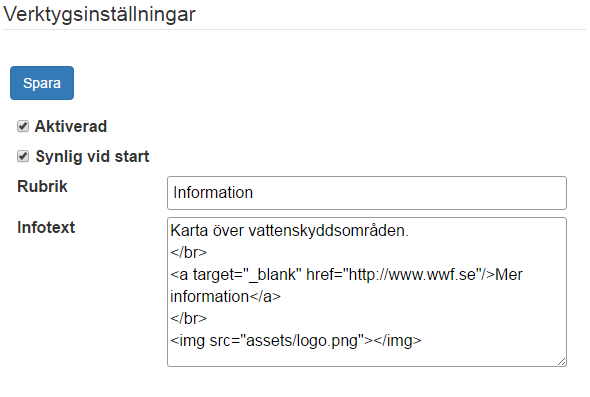 Verktygsinställningar
Spara
Aktiverad
Synlig vid start
Rubrik
Information
Infotext
Karta över vattenskyddsområden.
</br>
<a target="_blank" href="http://www.wwf.se"/>Mer
information</a>
</br>
<img src="assets/logo.png"></img>